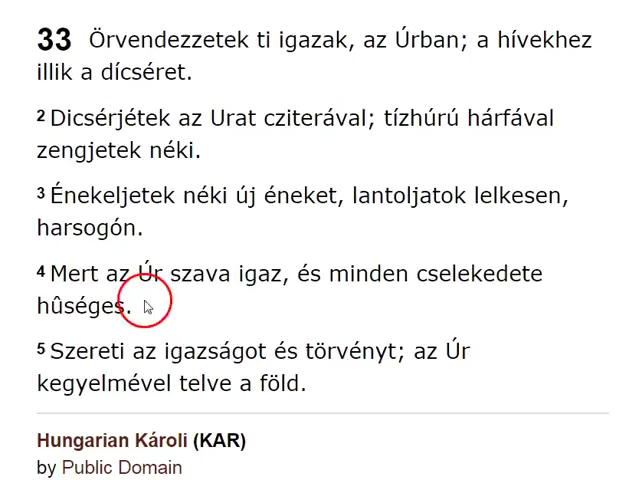 33 Örvendezzetek ti igazak, az Úrban; a hívekhez
illik a dícséret.
2 Dicsérjétek az Urat cziterával; tízhúrú hárfával
zengjetek néki.
3 Énekeljetek néki új éneket, lantoljatok lelkesen,
harsogón.
4 Mert az Úr szava igaz, és minden cselekedete
hûséges.
5 Szereti az igazságot és törvényt; az Úr
kegyelmével telve a föld.
Hungarian Károli (KAR)
by Public Domain